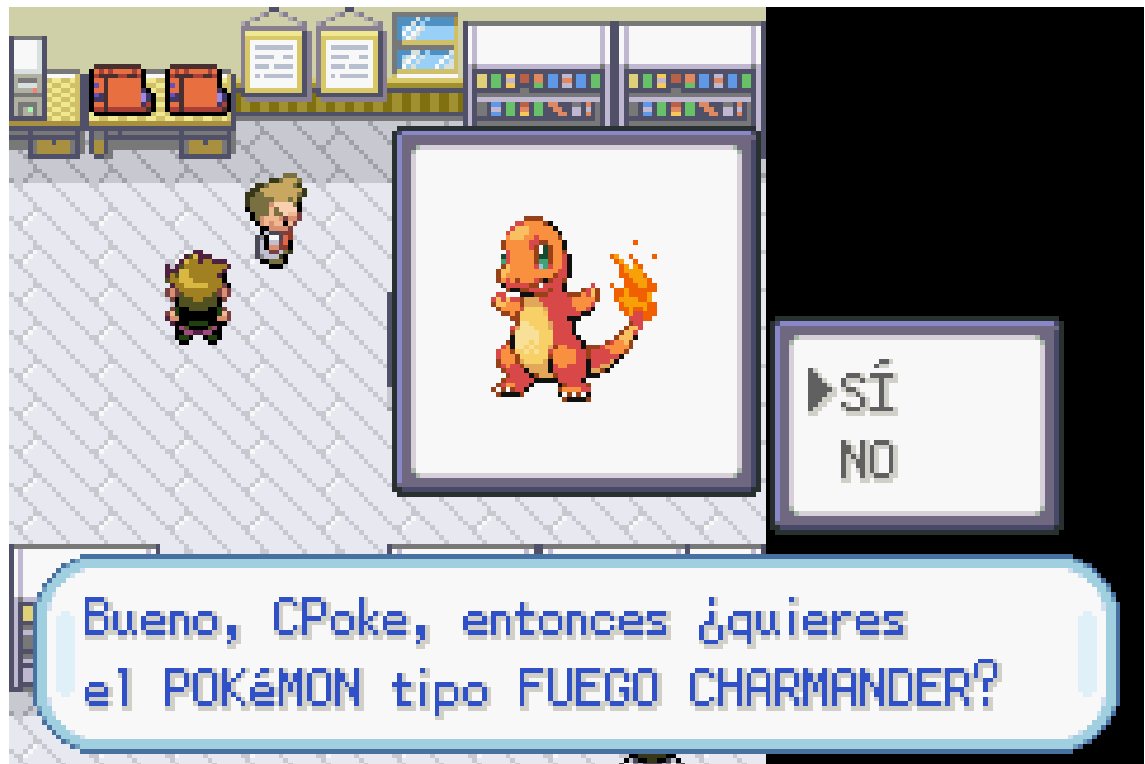 SÍ
NO
Bueno, CPoke, entonces ¿quieres
el POKéMON tipo FUEGO CHARMANDER?